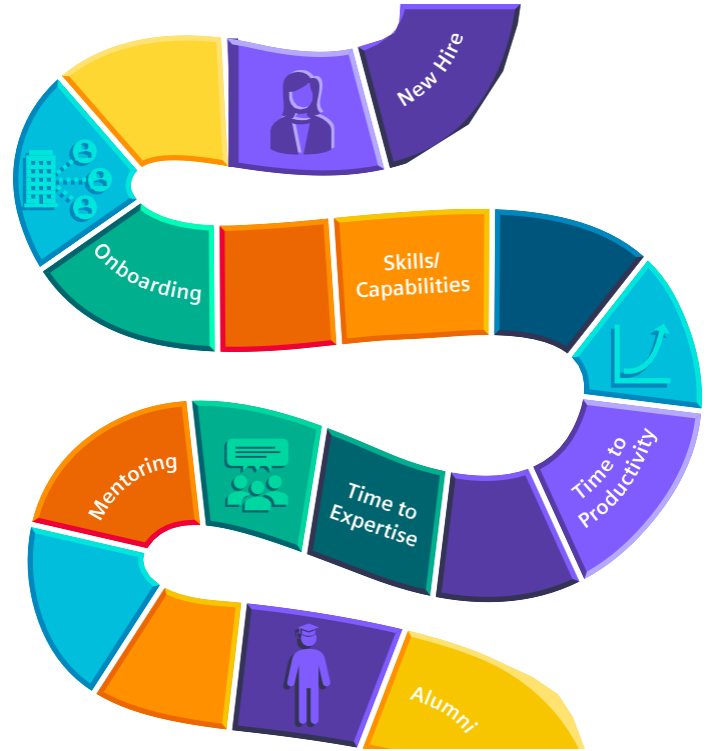 New Hire
Onboarding
Skills/
Capabilities
Time to
Productivity
Time to
Expertise
Mentoring
Alumni